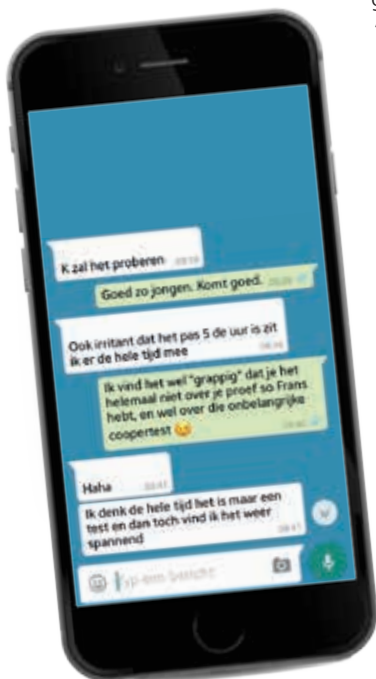 K zal het proberen
Goed zo jongen. Komt goed.
Ook irritant dat het pas 5 de uur is zit
ik er de hele tijd mee
Ik vind het wel "grappig" dat je het
helemaal niet over je proef so Frans
hebt, en wel over die onbelangrijke
coopertest 😉
Haha
Ik denk de hele tijd het is maar een
test en dan toch vind ik het weer
spannend
Typ een bericht